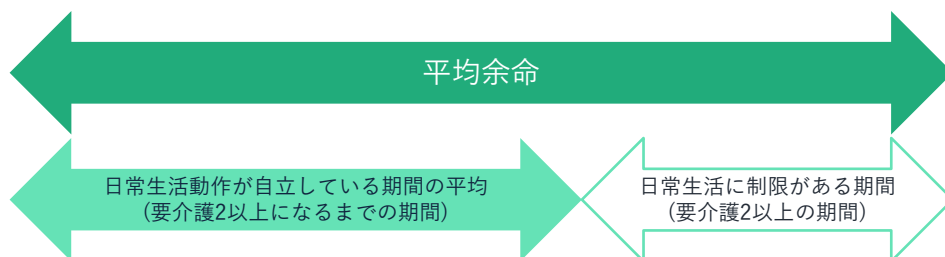 平均余命
日常生活動作が自立している期間の平均
(要介護2以上になるまでの期間)
日常生活に制限がある期間
(要介護2以上の期間)